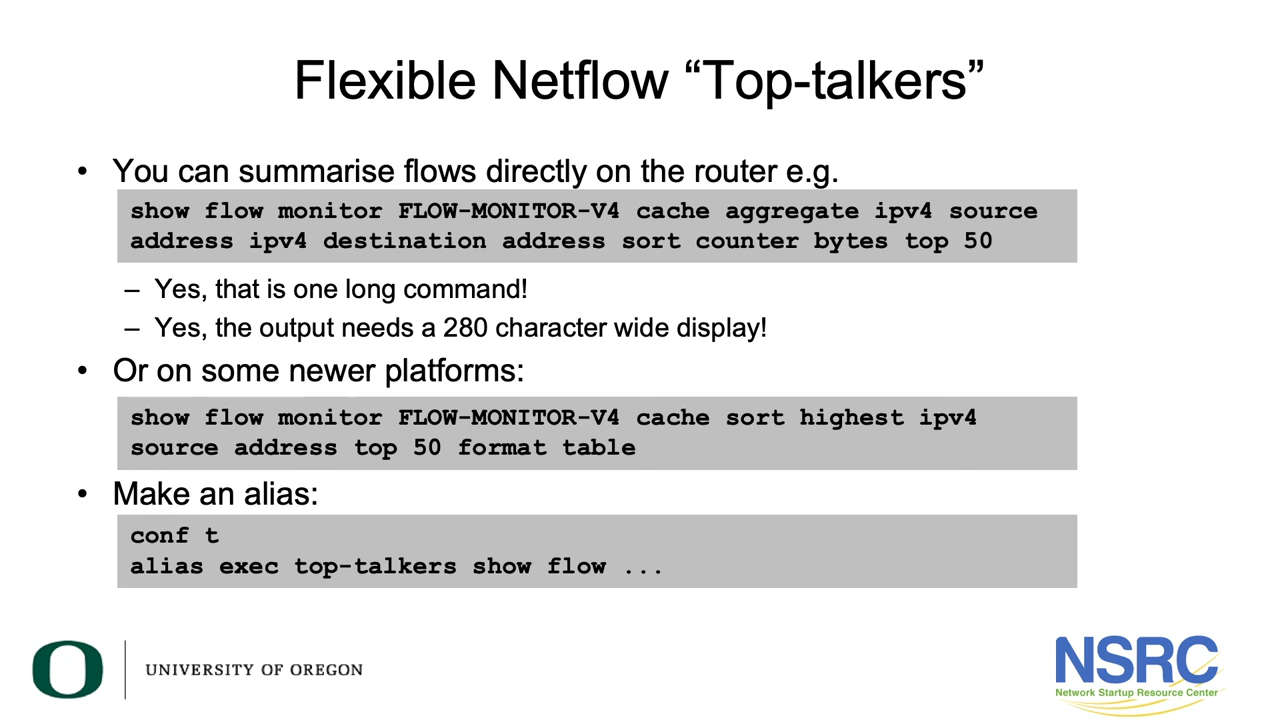 Flexible Netflow “Top-talkers”
• You can summarise flows directly on the router e.g.
show flow monitor FLOW-MONITOR-V4 cache aggregate ipv4 source
address ipv4 destination address sort counter bytes top 50
– Yes, that is one long command!
– Yes, the output needs a 280 character wide display!
• Or on some newer platforms:
show flow monitor FLOW-MONITOR-V4 cache sort highest ipv4
source address top 50 format table
• Make an alias:
conf t
alias exec top-talkers show flow ...
O
UNIVERSITY OF OREGON
NSRC
Network Startup Resource Center